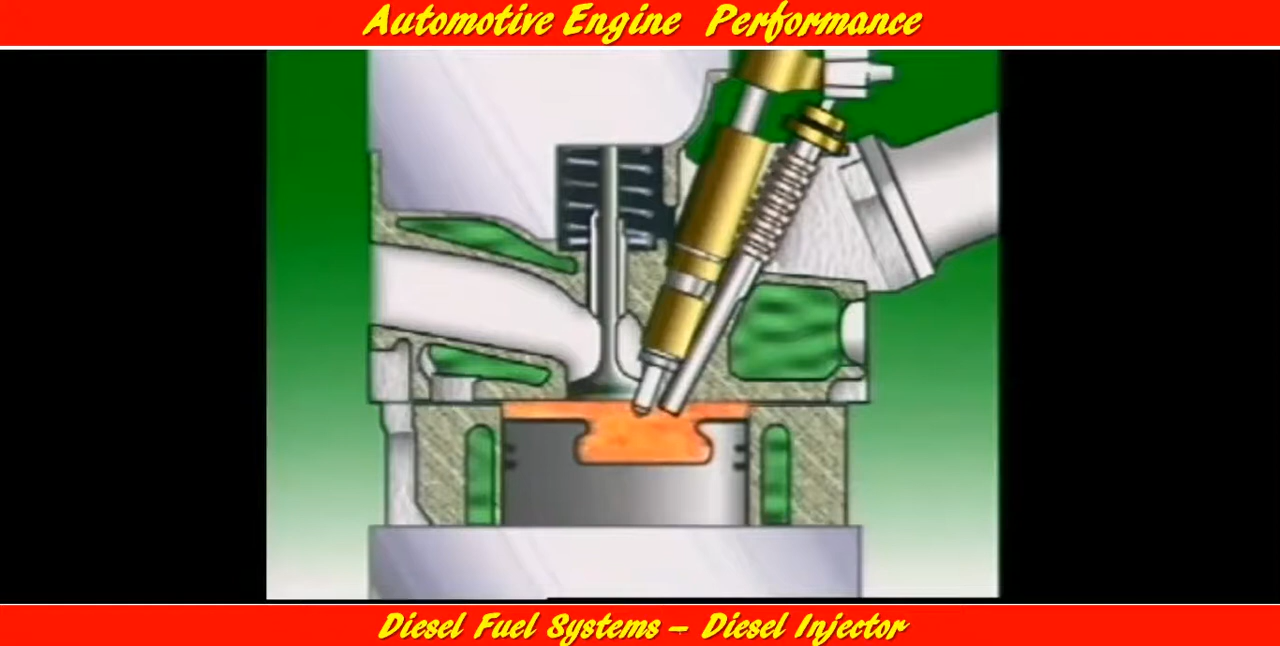 Automotive Engine Performance
Diesel Fuel Systems – Diesel Injector